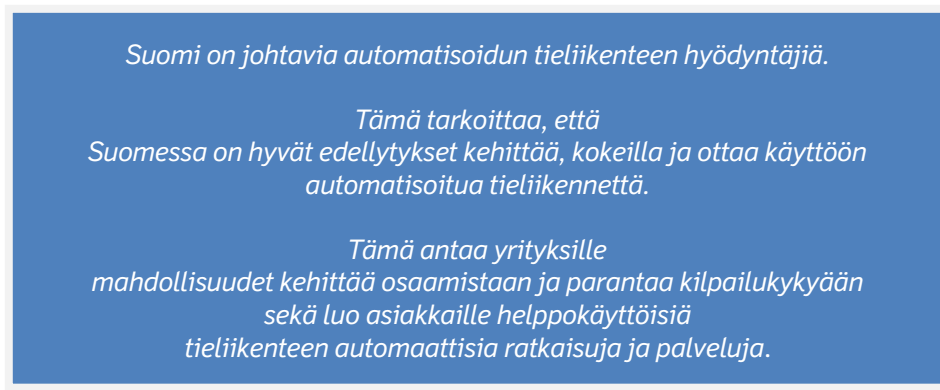 Suomi on johtavia automatisoidun tieliikenteen hyödyntäjiä.
Tämä tarkoittaa, että
Suomessa on hyvät edellytykset kehittää, kokeilla ja ottaa käyttöön
automatisoitua tieliikennettä.
Tämä antaa yrityksille
mahdollisuudet kehittää osaamistaan ja parantaa kilpailukykyään
sekä luo asiakkaille helppokäyttöisiä
tieliikenteen automaattisia ratkaisuja ja palveluja.